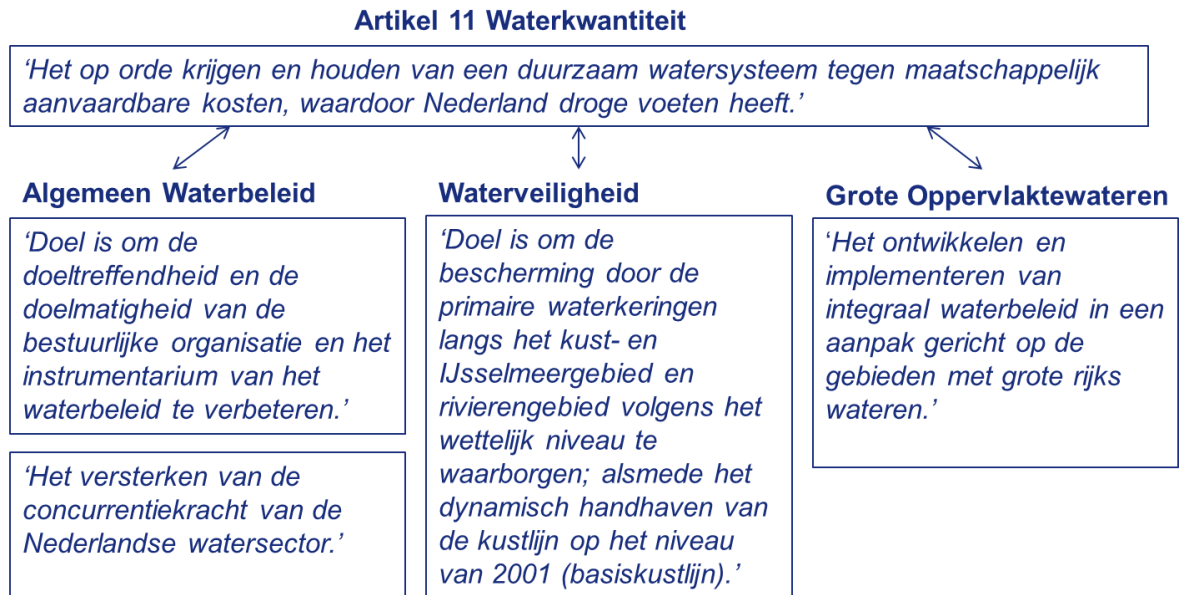 Artikel 11 Waterkwantiteit
‘Het op orde krijgen en houden van een duurzaam watersysteem tegen maatschappelijk
aanvaardbare kosten, waardoor Nederland droge voeten heeft.’
Algemeen Waterbeleid
‘Doel is om de
doeltreffendheid en de
doelmatigheid van de
bestuurlijke organisatie en het
instrumentarium van het
waterbeleid te verbeteren.’
‘Het versterken van de
concurrentiekracht van de
Nederlandse watersector.’
Waterveiligheid
‘Doel is om de
bescherming door de
primaire waterkeringen
langs het kust- en
IJsselmeergebied en
rivierengebied volgens het
wettelijk niveau te
waarborgen; alsmede het
dynamisch handhaven van
de kustlijn op het niveau
van 2001 (basiskustlijn).’
Grote Oppervlaktewateren
‘Het ontwikkelen en
implementeren van
integraal waterbeleid in een
aanpak gericht op de
gebieden met grote rijks
wateren.’